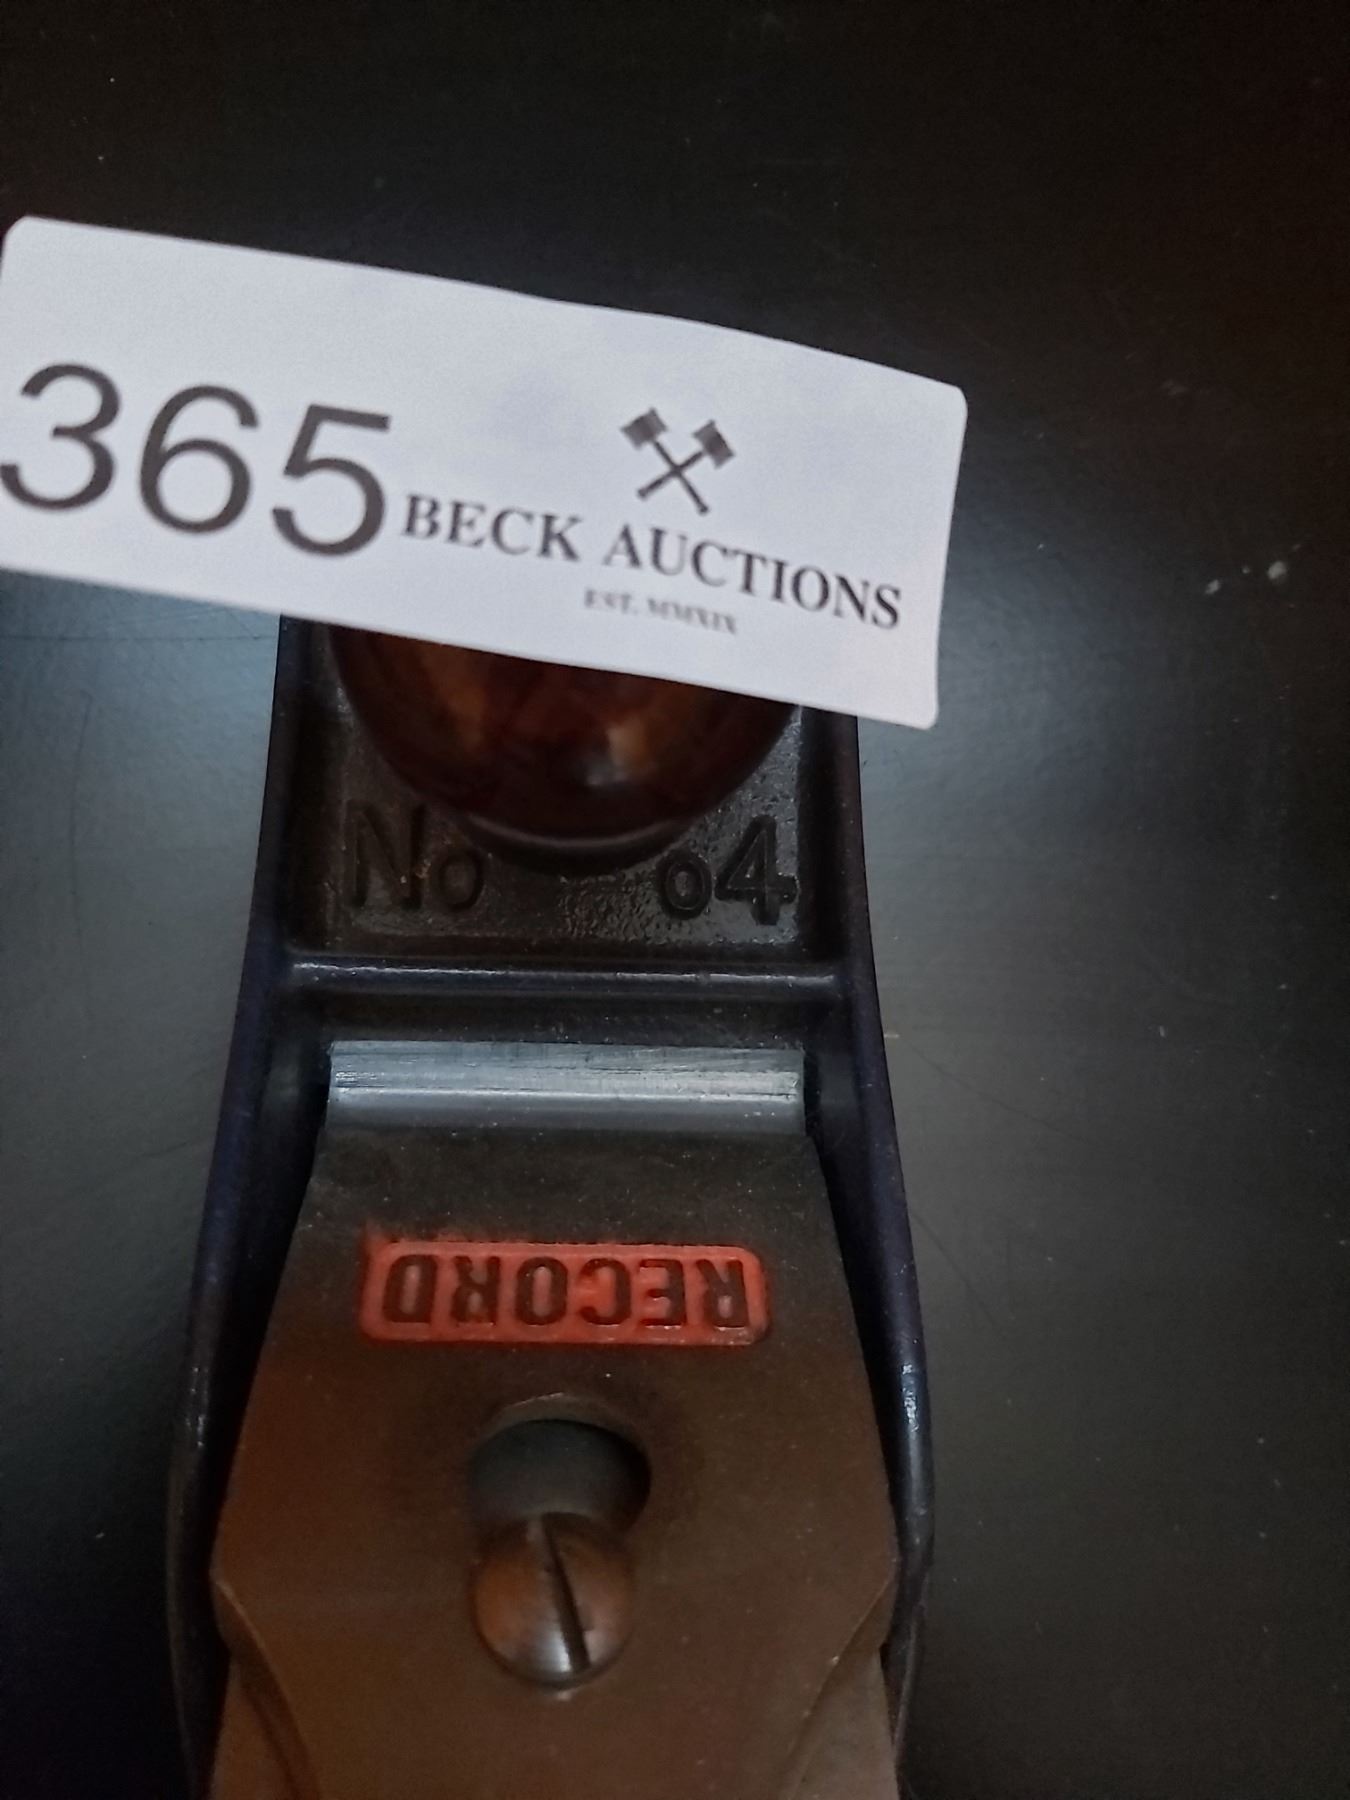 365 BECK AUCTIONS
EST. MMXIX
No 04
RECORD